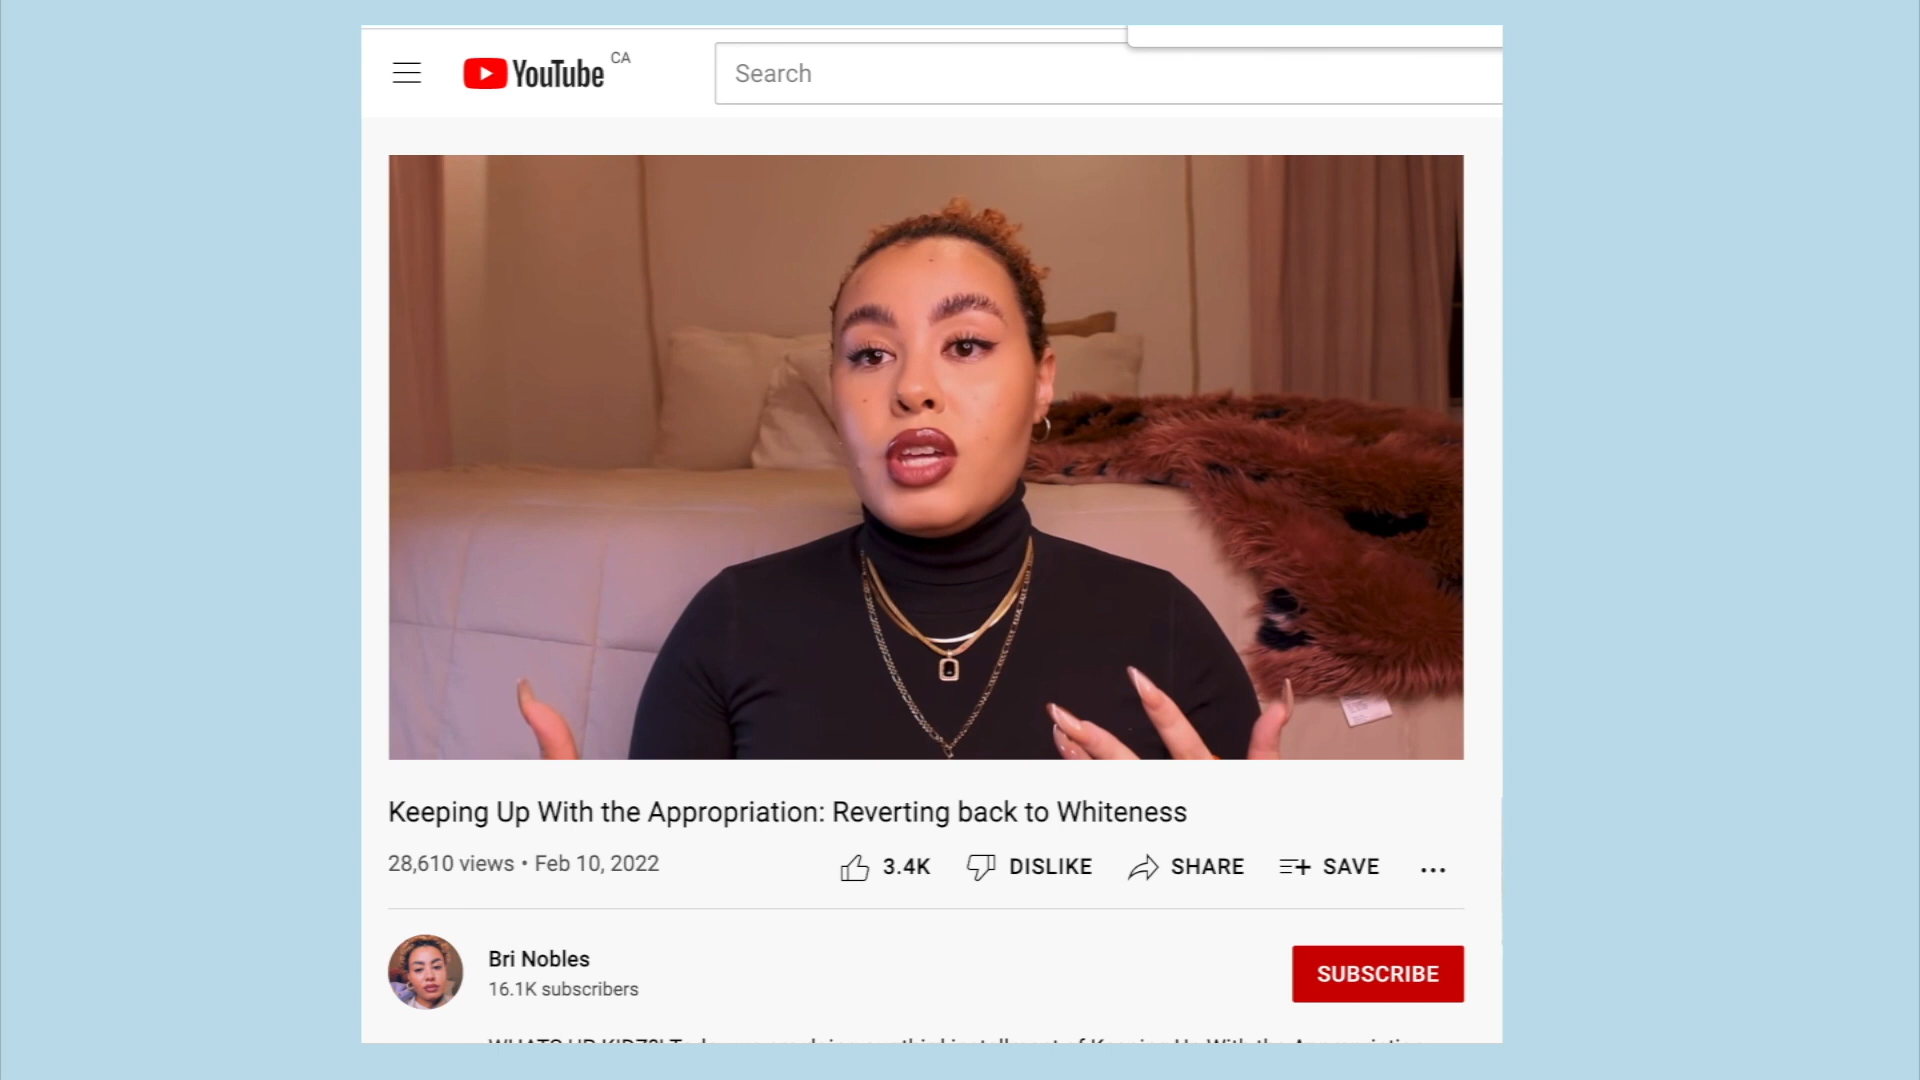 YouTube CA
Search
Keeping Up With the Appropriation: Reverting back to Whiteness
28,610 views • Feb 10, 2022
3.4K DISLIKE SHARE SAVE ...
Bri Nobles
16.1K subscribers
SUBSCRIBE